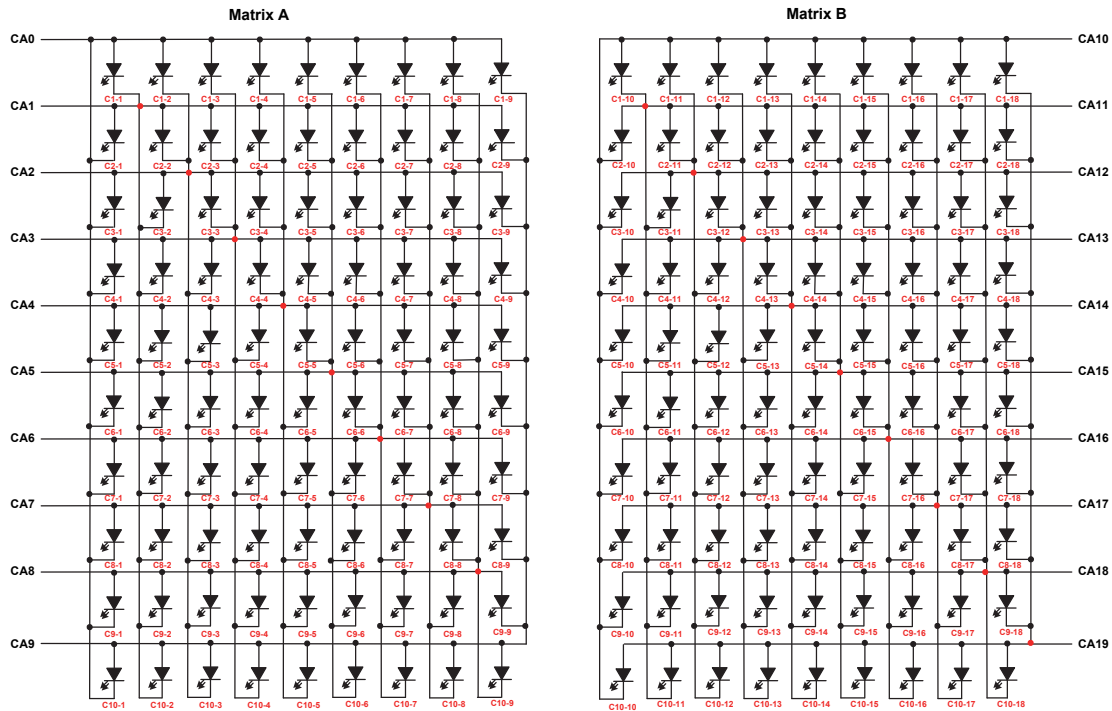 Matrix A Matrix B
CA0 CA10
C1-1 C1-2 C1-3 C1-4 C1-5 C1-6 C1-7 C1-8 C1-9 C1-10 C1-11 C1-12 C1-13 C1-14 C1-15 C1-16 C1-17 C1-18
CA1 CA11
C2-1 C2-2 C2-3 C2-4 C2-5 C2-6 C2-7 C2-8 C2-9 C2-10 C2-11 C2-12 C2-13 C2-14 C2-15 C2-16 C2-17 C2-18
CA2 CA12
C3-1 C3-2 C3-3 C3-4 C3-5 C3-6 C3-7 C3-8 C3-9 C3-10 C3-11 C3-12 C3-13 C3-14 C3-15 C3-16 C3-17 C3-18
CA3 CA13
C4-1 C4-2 C4-3 C4-4 C4-5 C4-6 C4-7 C4-8 C4-9 C4-10 C4-11 C4-12 C4-13 C4-14 C4-15 C4-16 C4-17 C4-18
CA4 CA14
C5-1 C5-2 C5-3 C5-4 C5-5 C5-6 C5-7 C5-8 C5-9 C5-10 C5-11 C5-12 C5-13 C5-14 C5-15 C5-16 C5-17 C5-18
CA5 CA15
C6-1 C6-2 C6-3 C6-4 C6-5 C6-6 C6-7 C6-8 C6-9 C6-10 C6-11 C6-12 C6-13 C6-14 C6-15 C6-16 C6-17 C6-18
CA6 CA16
C7-1 C7-2 C7-3 C7-4 C7-5 C7-6 C7-7 C7-8 C7-9 C7-10 C7-11 C7-12 C7-13 C7-14 C7-15 C7-16 C7-17 C7-18
CA7 CA17
C8-1 C8-2 C8-3 C8-4 C8-5 C8-6 C8-7 C8-8 C8-9 C8-10 C8-11 C8-12 C8-13 C8-14 C8-15 C8-16 C8-17 C8-18
CA8 CA18
C9-1 C9-2 C9-3 C9-4 C9-5 C9-6 C9-7 C9-8 C9-9 C9-10 C9-11 C9-12 C9-13 C9-14 C9-15 C9-16 C9-17 C9-18
CA9 CA19
C10-1 C10-2 C10-3 C10-4 C10-5 C10-6 C10-7 C10-8 C10-9 C10-10 C10-11 C10-12 C10-13 C10-14 C10-15 C10-16 C10-17 C10-18